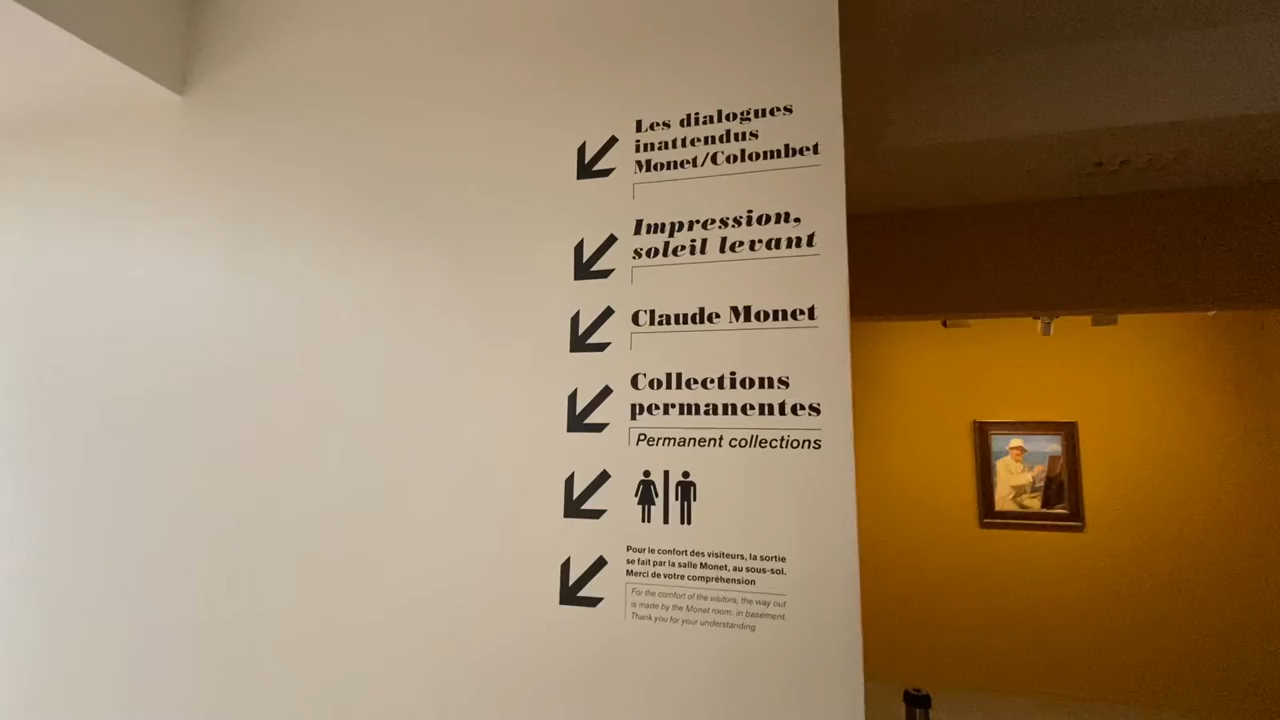 Les dialogues
inattendus
Monet/Colombet
Impression,
soleil levant
Claude Monet
Collections
permanentes
Permanent collections
Pour le confort des visiteurs, la sortie
se fait par la salle Monet, au sous-sol.
Merci de votre compréhension
For the comfort of the visitors, the way out
is made by the Monet room, in basement.
Thank you for your understanding